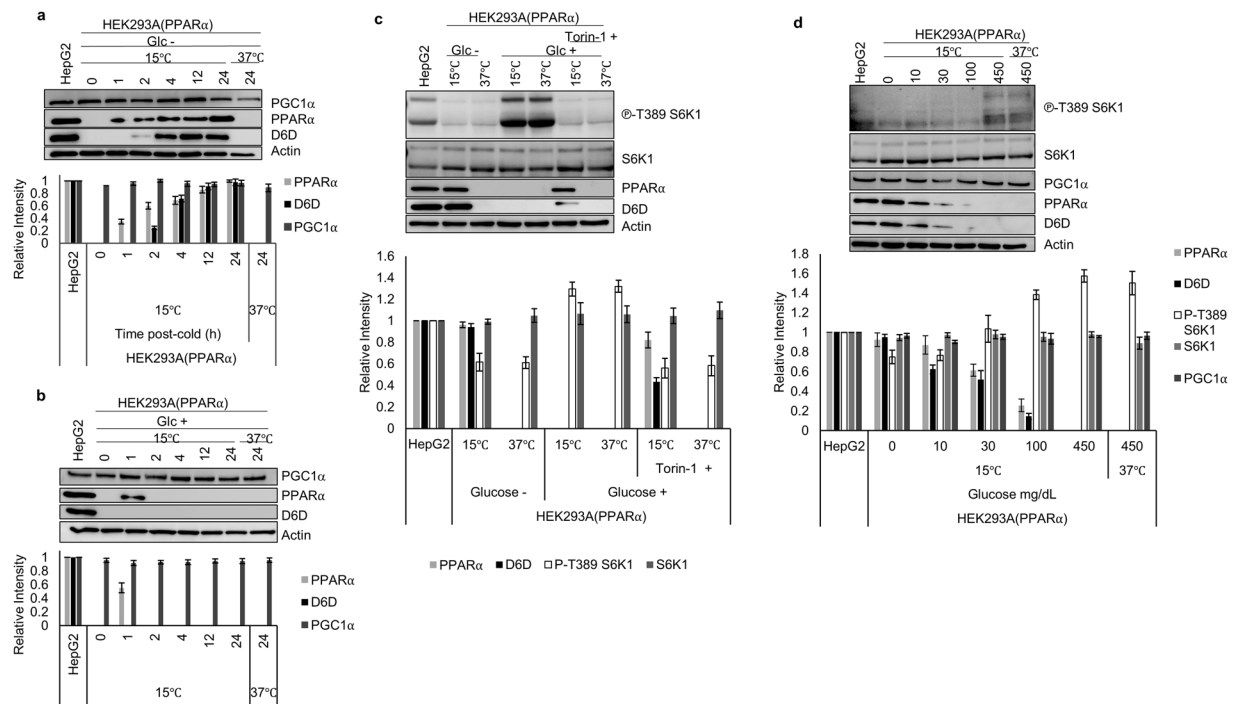 a
HEK293A(PPARα)
Glc -
15℃ 37℃
HepG2 0 1 2 4 12 24 24
PGC1α
PPARα
D6D
Actin
Relative Intensity
1
0.8
0.6
0.4
0.2
0
PPARα
D6D
PGC1α
HepG2 0 1 2 4 12 24 24
15℃ 37℃
Time post-cold (h)
HEK293A(PPARα)
b
HEK293A(PPARα)
Glc +
15℃ 37℃
HepG2 0 1 2 4 12 24 24
PGC1α
PPARα
D6D
Actin
Relative Intensity
1
0.8
0.6
0.4
0.2
0
PPARα
D6D
PGC1α
HepG2 0 1 2 4 12 24 24
15℃ 37℃
c
HEK293A(PPARα)
Torin-1 +
Glc - Glc +
HepG2 15℃ 37℃ 15℃ 37℃ 15℃ 37℃
℗-T389 S6K1
S6K1
PPARα
D6D
Actin
Relative Intensity
1.6
1.4
1.2
1
0.8
0.6
0.4
0.2
0
HepG2 15℃ 37℃ 15℃ 37℃ 15℃ 37℃
Torin-1 +
Glucose - Glucose +
HEK293A(PPARα)
PPARα D6D P-T389 S6K1 S6K1
d
HEK293A(PPARα)
15℃ 37℃
HepG2 0 10 30 100 450 450
℗-T389 S6K1
S6K1
PGC1α
PPARα
D6D
Actin
Relative Intensity
1.8
1.6
1.4
1.2
1
0.8
0.6
0.4
0.2
0
PPARα
D6D
P-T389
S6K1
S6K1
PGC1α
HepG2 0 10 30 100 450 450
15℃ 37℃
Glucose mg/dL
HEK293A(PPARα)